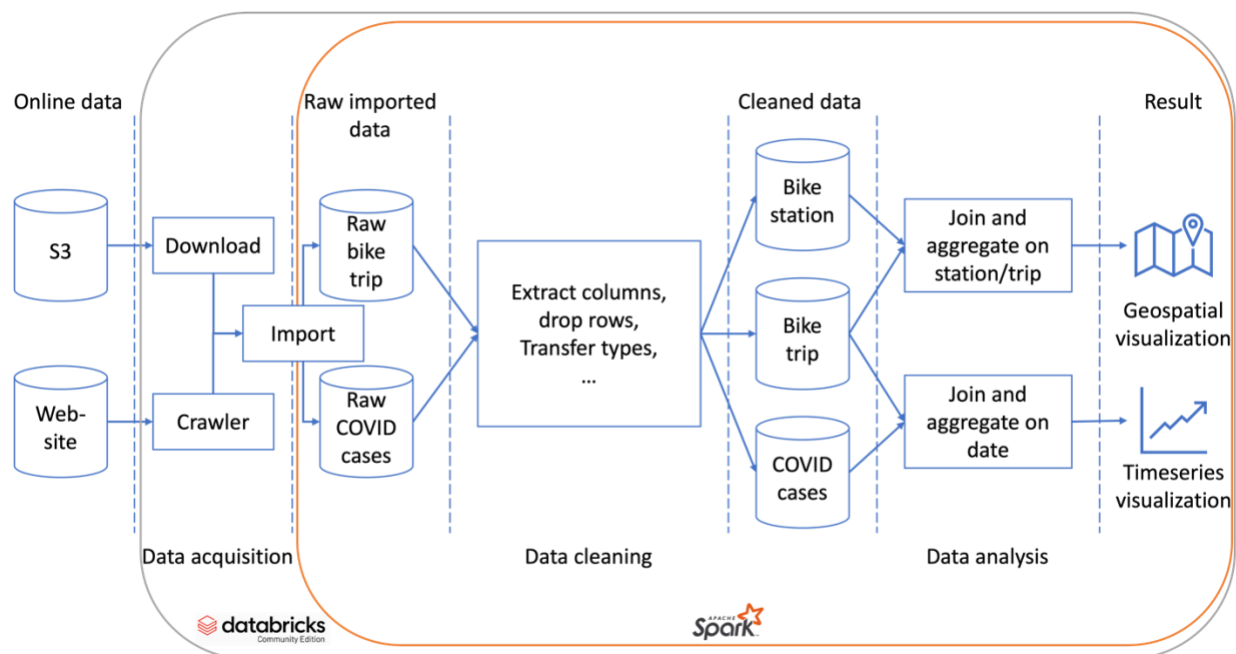 Online data
Raw imported
data
Cleaned data
Result
S3
Download
Raw
bike
trip
Import
Web-
site
Crawler
Raw
COVID
cases
Extract columns,
drop rows,
Transfer types,
...
Bike
station
Bike
trip
COVID
cases
Join and
aggregate on
station/trip
Join and
aggregate on
date
Geospatial
visualization
Timeseries
visualization
Data acquisition
Data cleaning
Data analysis
databricks
Community Edition
APACHE
Spark™